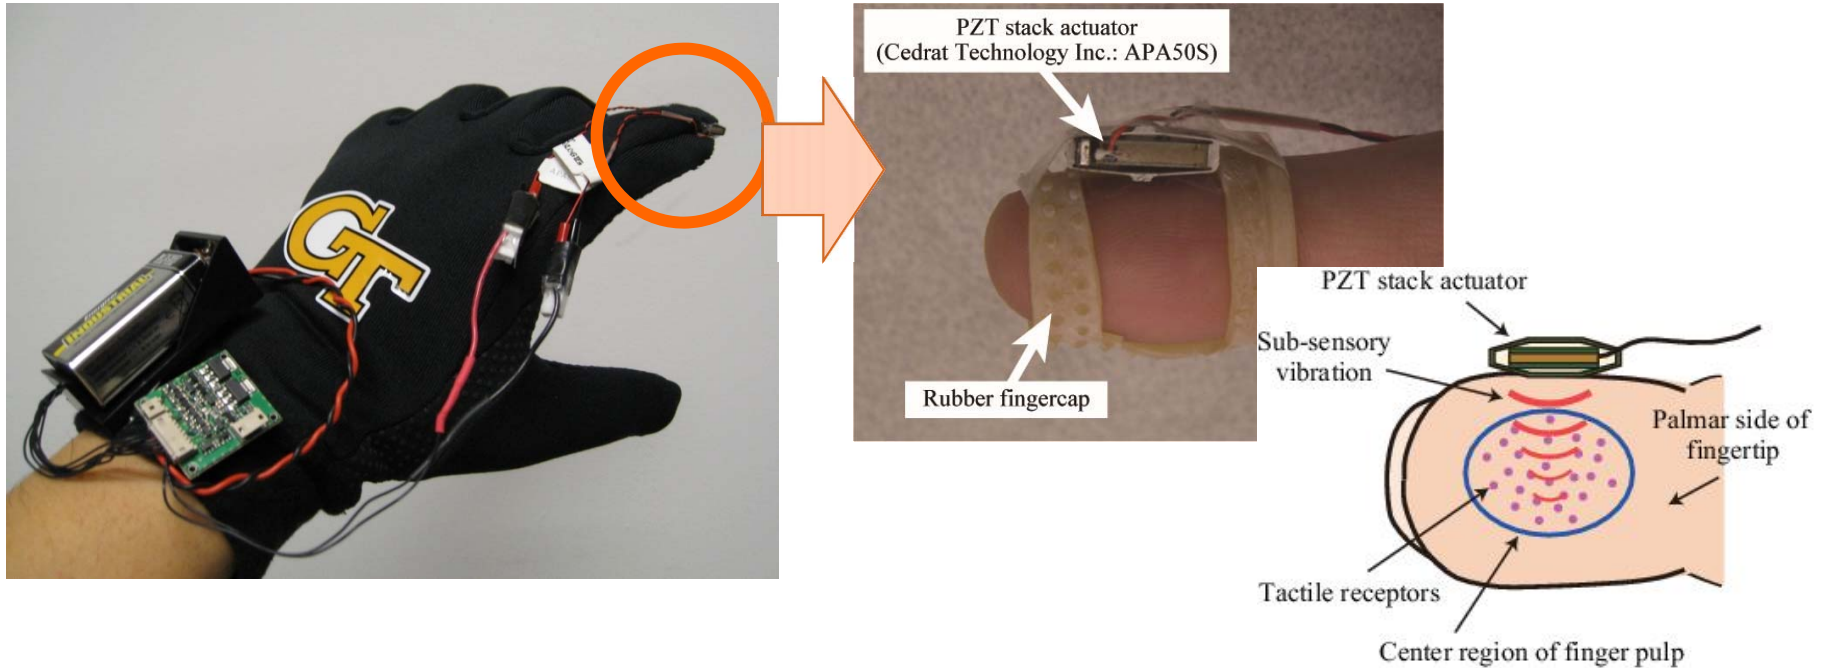 PZT stack actuator
(Cedrat Technology Inc.: APA50S)
GT
INDUSTRIAL
Rubber fingercap
PZT stack actuator
Sub-sensory
vibration
Palmar side of
fingertip
Tactile receptors
Center region of finger pulp